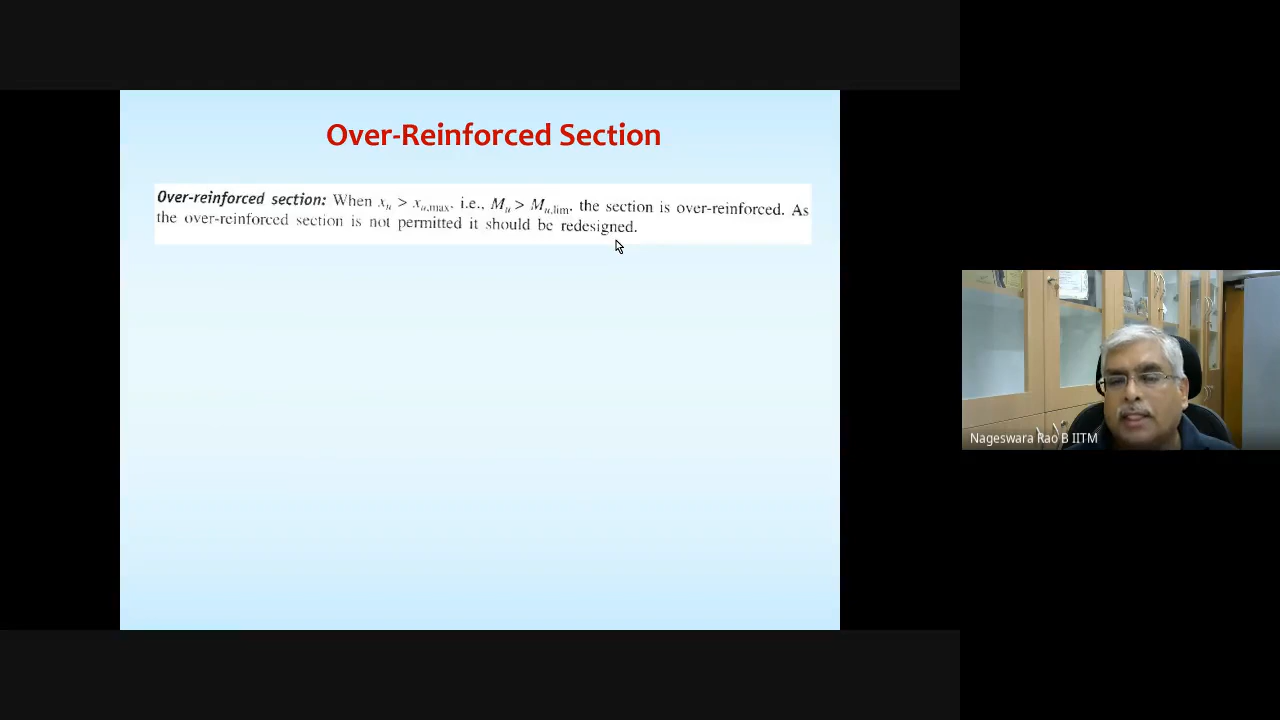 Over-Reinforced Section
Over-reinforced section: When xᵤ > xᵤ,max. i.e., Mᵤ > Mᵤ,lim. the section is over-reinforced. As
the over-reinforced section is not permitted it should be redesigned.
Nageswara Rao B IITM